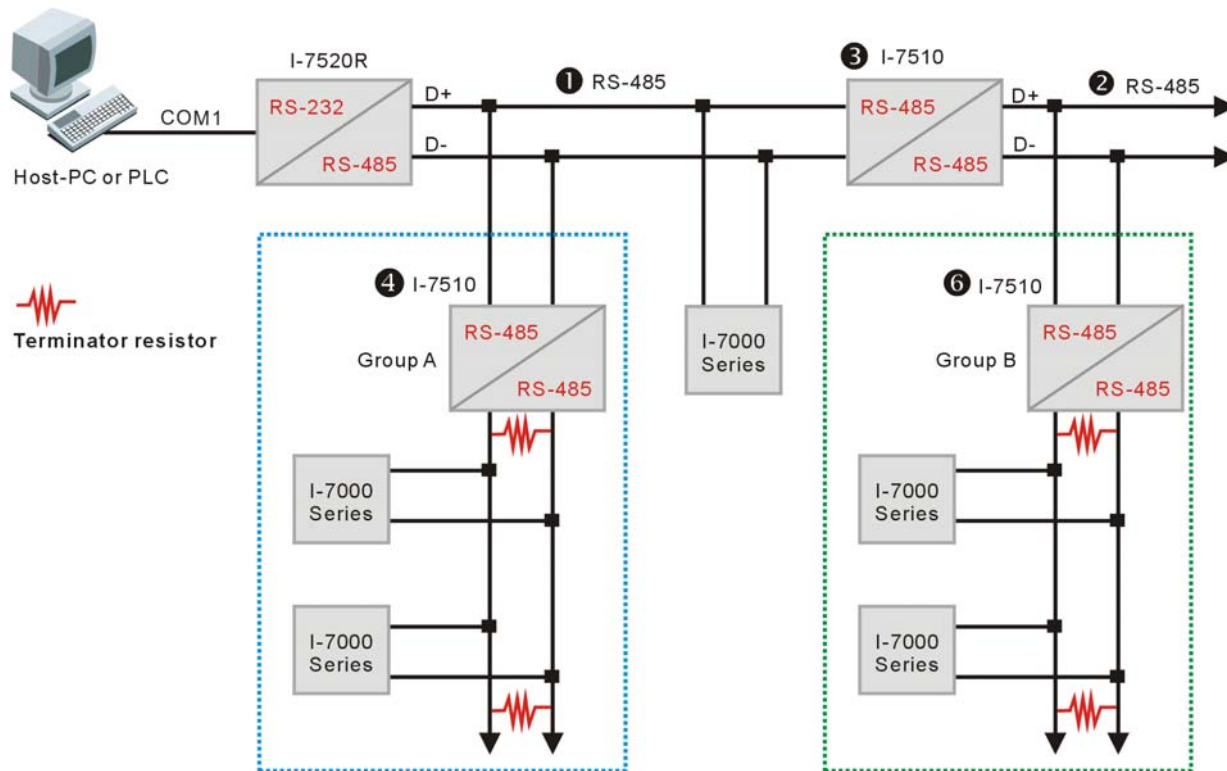 I-7520R
❶ RS-485
❸ I-7510
D+
D+
❷ RS-485
RS-232
RS-485
COM1
RS-485
RS-485
D-
D-
Host-PC or PLC
❹ I-7510
❻ I-7510
Terminator resistor
Group A
RS-485
RS-485
I-7000
Series
Group B
RS-485
RS-485
I-7000
Series
I-7000
Series
I-7000
Series
I-7000
Series